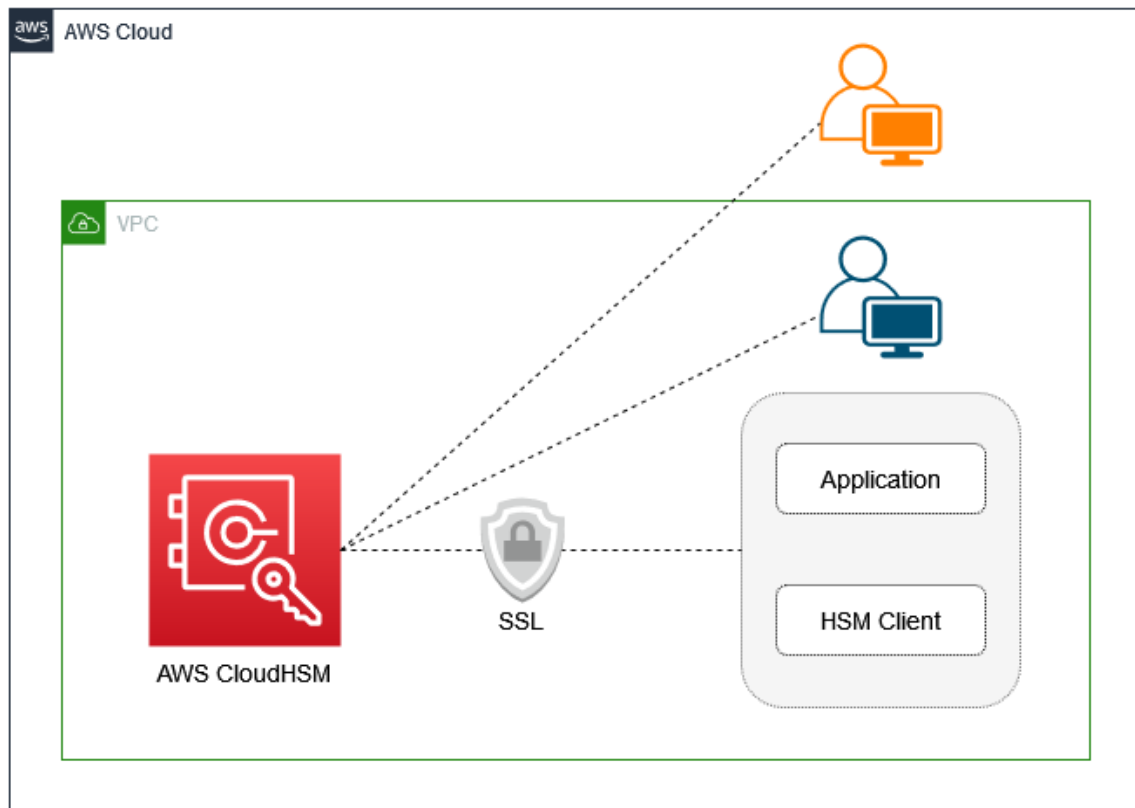 aws
AWS Cloud
VPC
Application
SSL
HSM Client
AWS CloudHSM